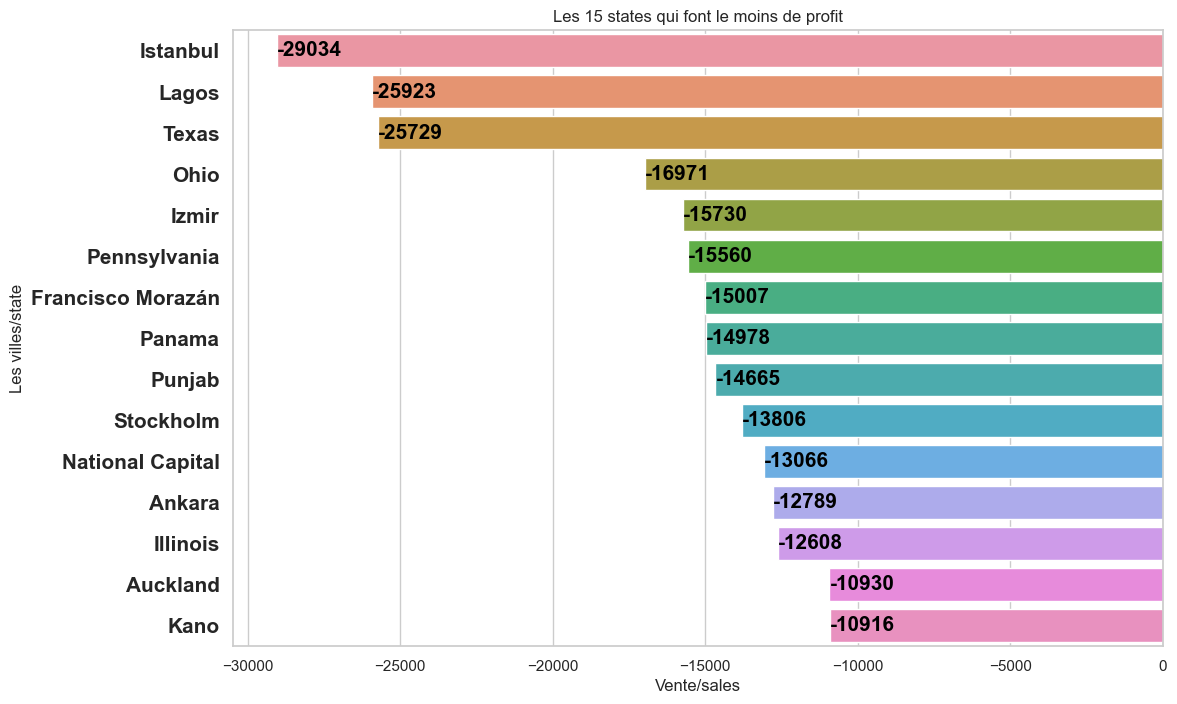 Les 15 states qui font le moins de profit
Les villes/state
Istanbul -29034
Lagos -25923
Texas -25729
Ohio -16971
Izmir -15730
Pennsylvania -15560
Francisco Morazán -15007
Panama -14978
Punjab -14665
Stockholm -13806
National Capital -13066
Ankara -12789
Illinois -12608
Auckland -10930
Kano -10916
−30000 −25000 −20000 −15000 −10000 −5000 0
Vente/sales